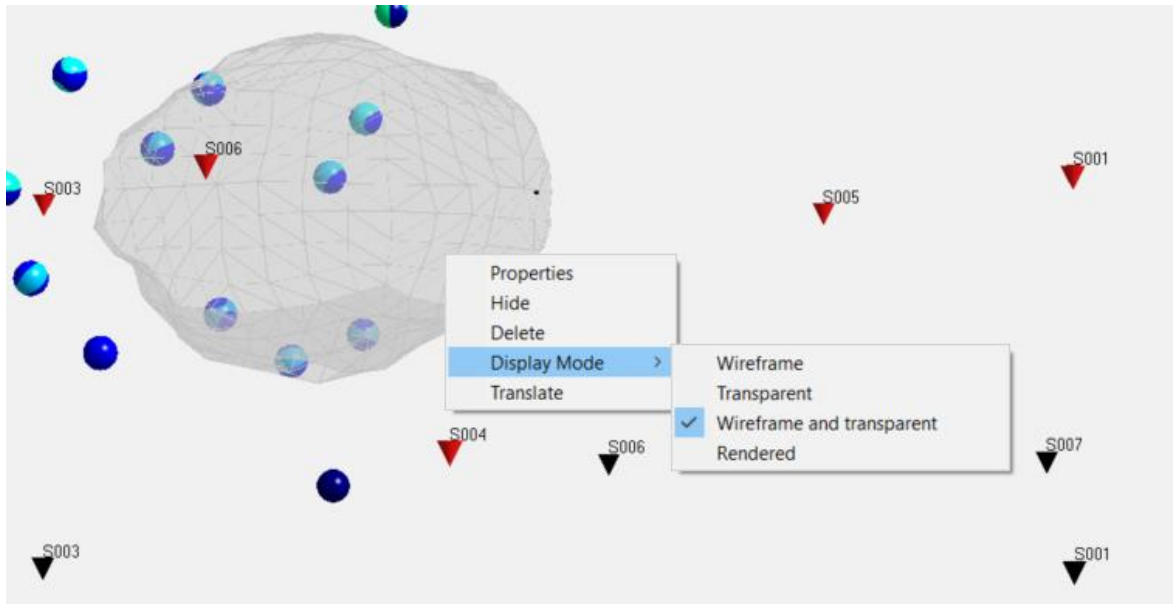 S006
S001
S003
S005
Properties
Hide
Delete
Display Mode
Translate
Wireframe
Transparent
Wireframe and transparent
Rendered
S004
S006
S007
S003
S001